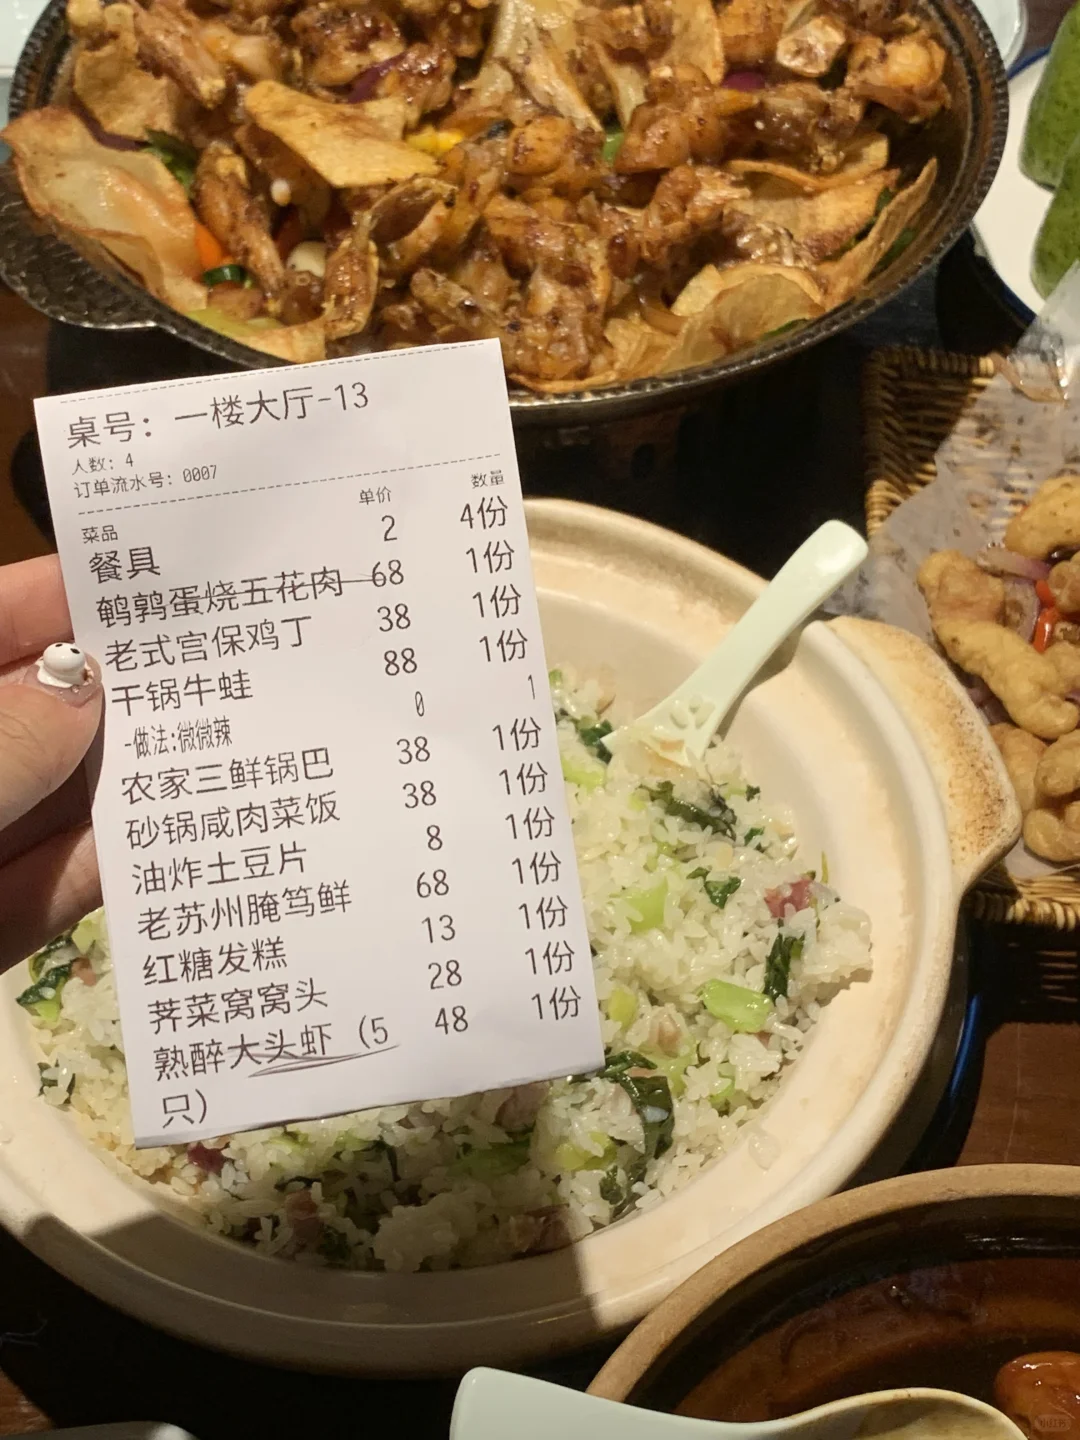 桌号：一楼大厅-13
人数：4
订单流水号：0007
菜品 单价 数量
餐具 2 4份
鹌鹑蛋烧五花肉 68 1份
老式宫保鸡丁 38 1份
干锅牛蛙 88 1份
-做法:微微辣 0 1
农家三鲜锅巴 38 1份
砂锅咸肉菜饭 38 1份
油炸土豆片 8 1份
老苏州腌笃鲜 68 1份
红糖发糕 13 1份
荠菜窝窝头 28 1份
熟醉大头虾（5 48 1份
只）
小红书